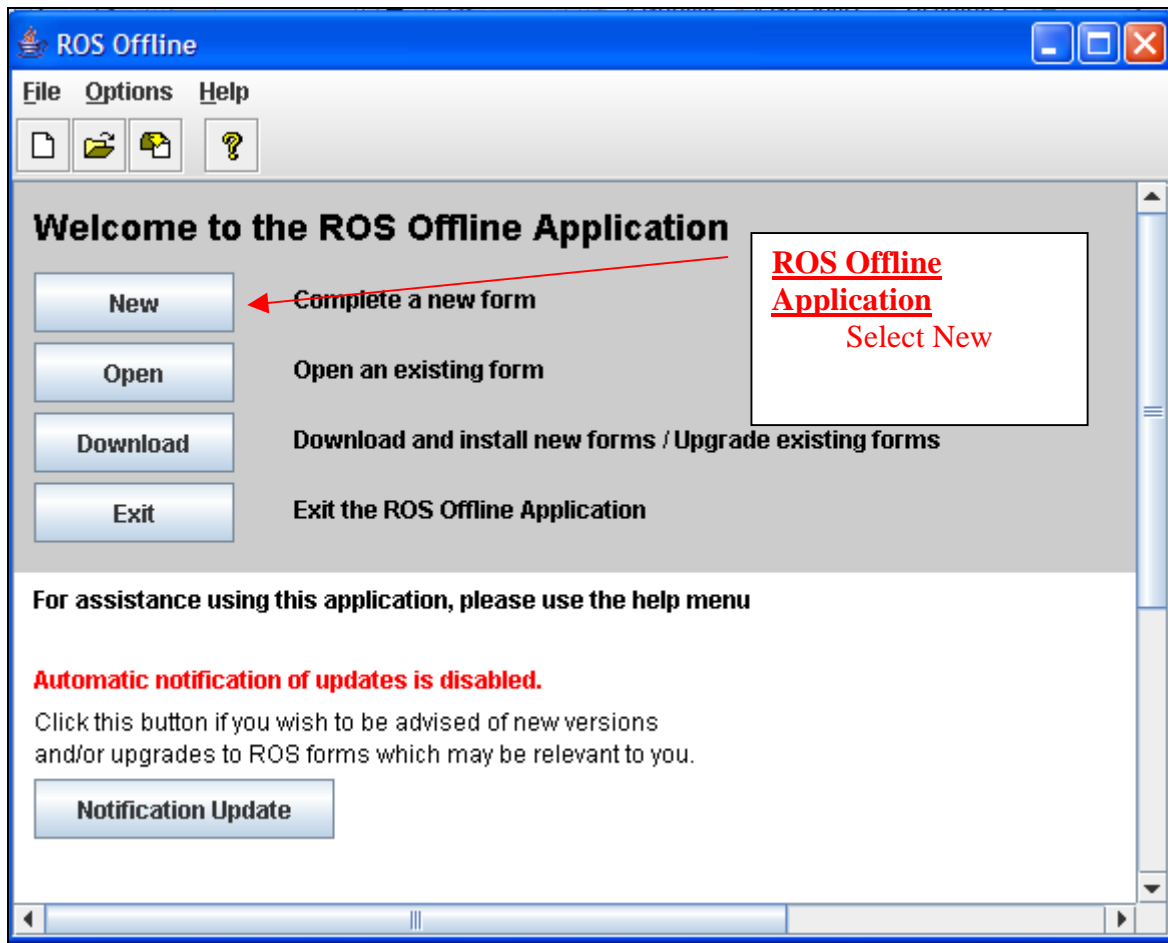 ROS Offline
File Options Help
Welcome to the ROS Offline Application
ROS Offline
Application
Select New
New
Complete a new form
Open
Open an existing form
Download
Download and install new forms / Upgrade existing forms
Exit
Exit the ROS Offline Application
For assistance using this application, please use the help menu
Automatic notification of updates is disabled.
Click this button if you wish to be advised of new versions
and/or upgrades to ROS forms which may be relevant to you.
Notification Update